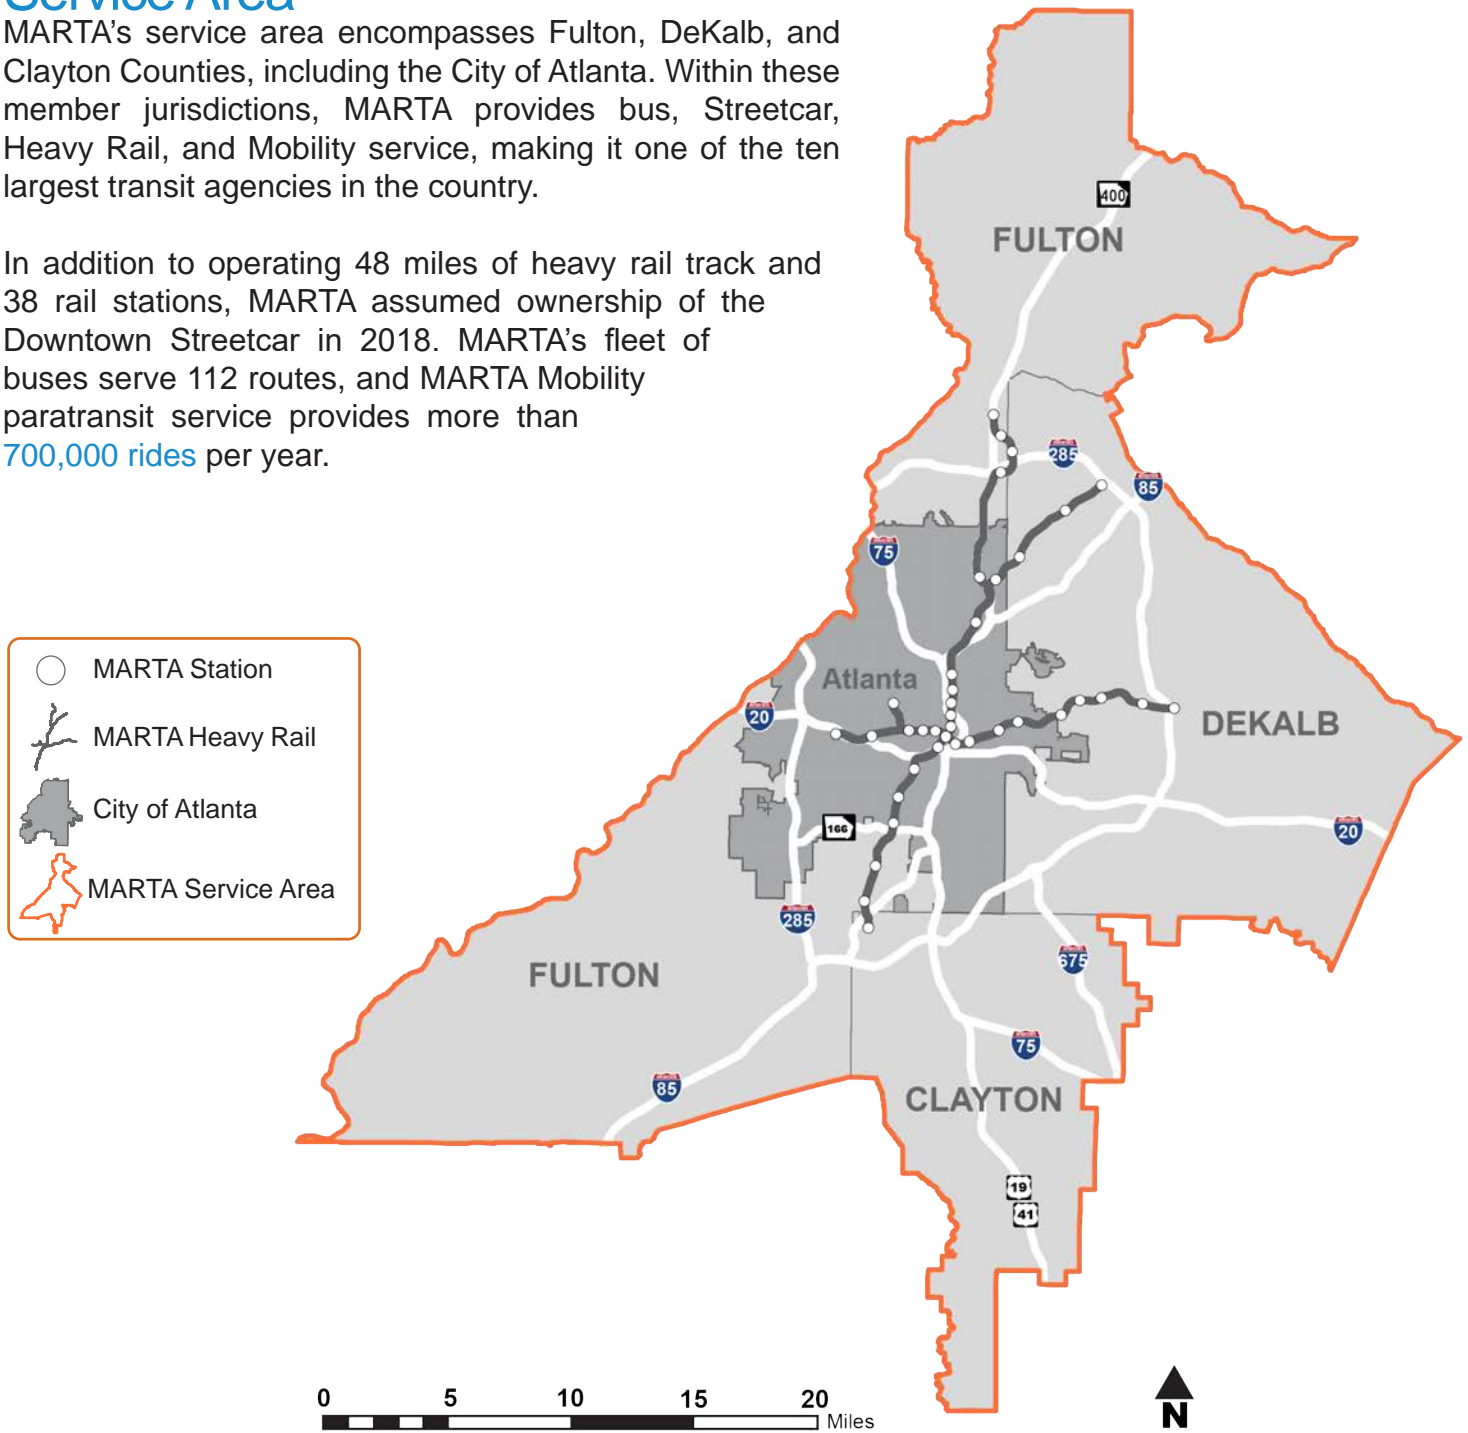 Service Area
MARTA’s service area encompasses Fulton, DeKalb, and
Clayton Counties, including the City of Atlanta. Within these
member jurisdictions, MARTA provides bus, Streetcar,
Heavy Rail, and Mobility service, making it one of the ten
largest transit agencies in the country.
In addition to operating 48 miles of heavy rail track and
38 rail stations, MARTA assumed ownership of the
Downtown Streetcar in 2018. MARTA’s fleet of
buses serve 112 routes, and MARTA Mobility
paratransit service provides more than
700,000 rides per year.
MARTA Station
MARTA Heavy Rail
City of Atlanta
MARTA Service Area
400
FULTON
285
85
75
Atlanta
20
DEKALB
166
20
285
FULTON
675
75
85
CLAYTON
19
41
0 5 10 15 20
Miles
N